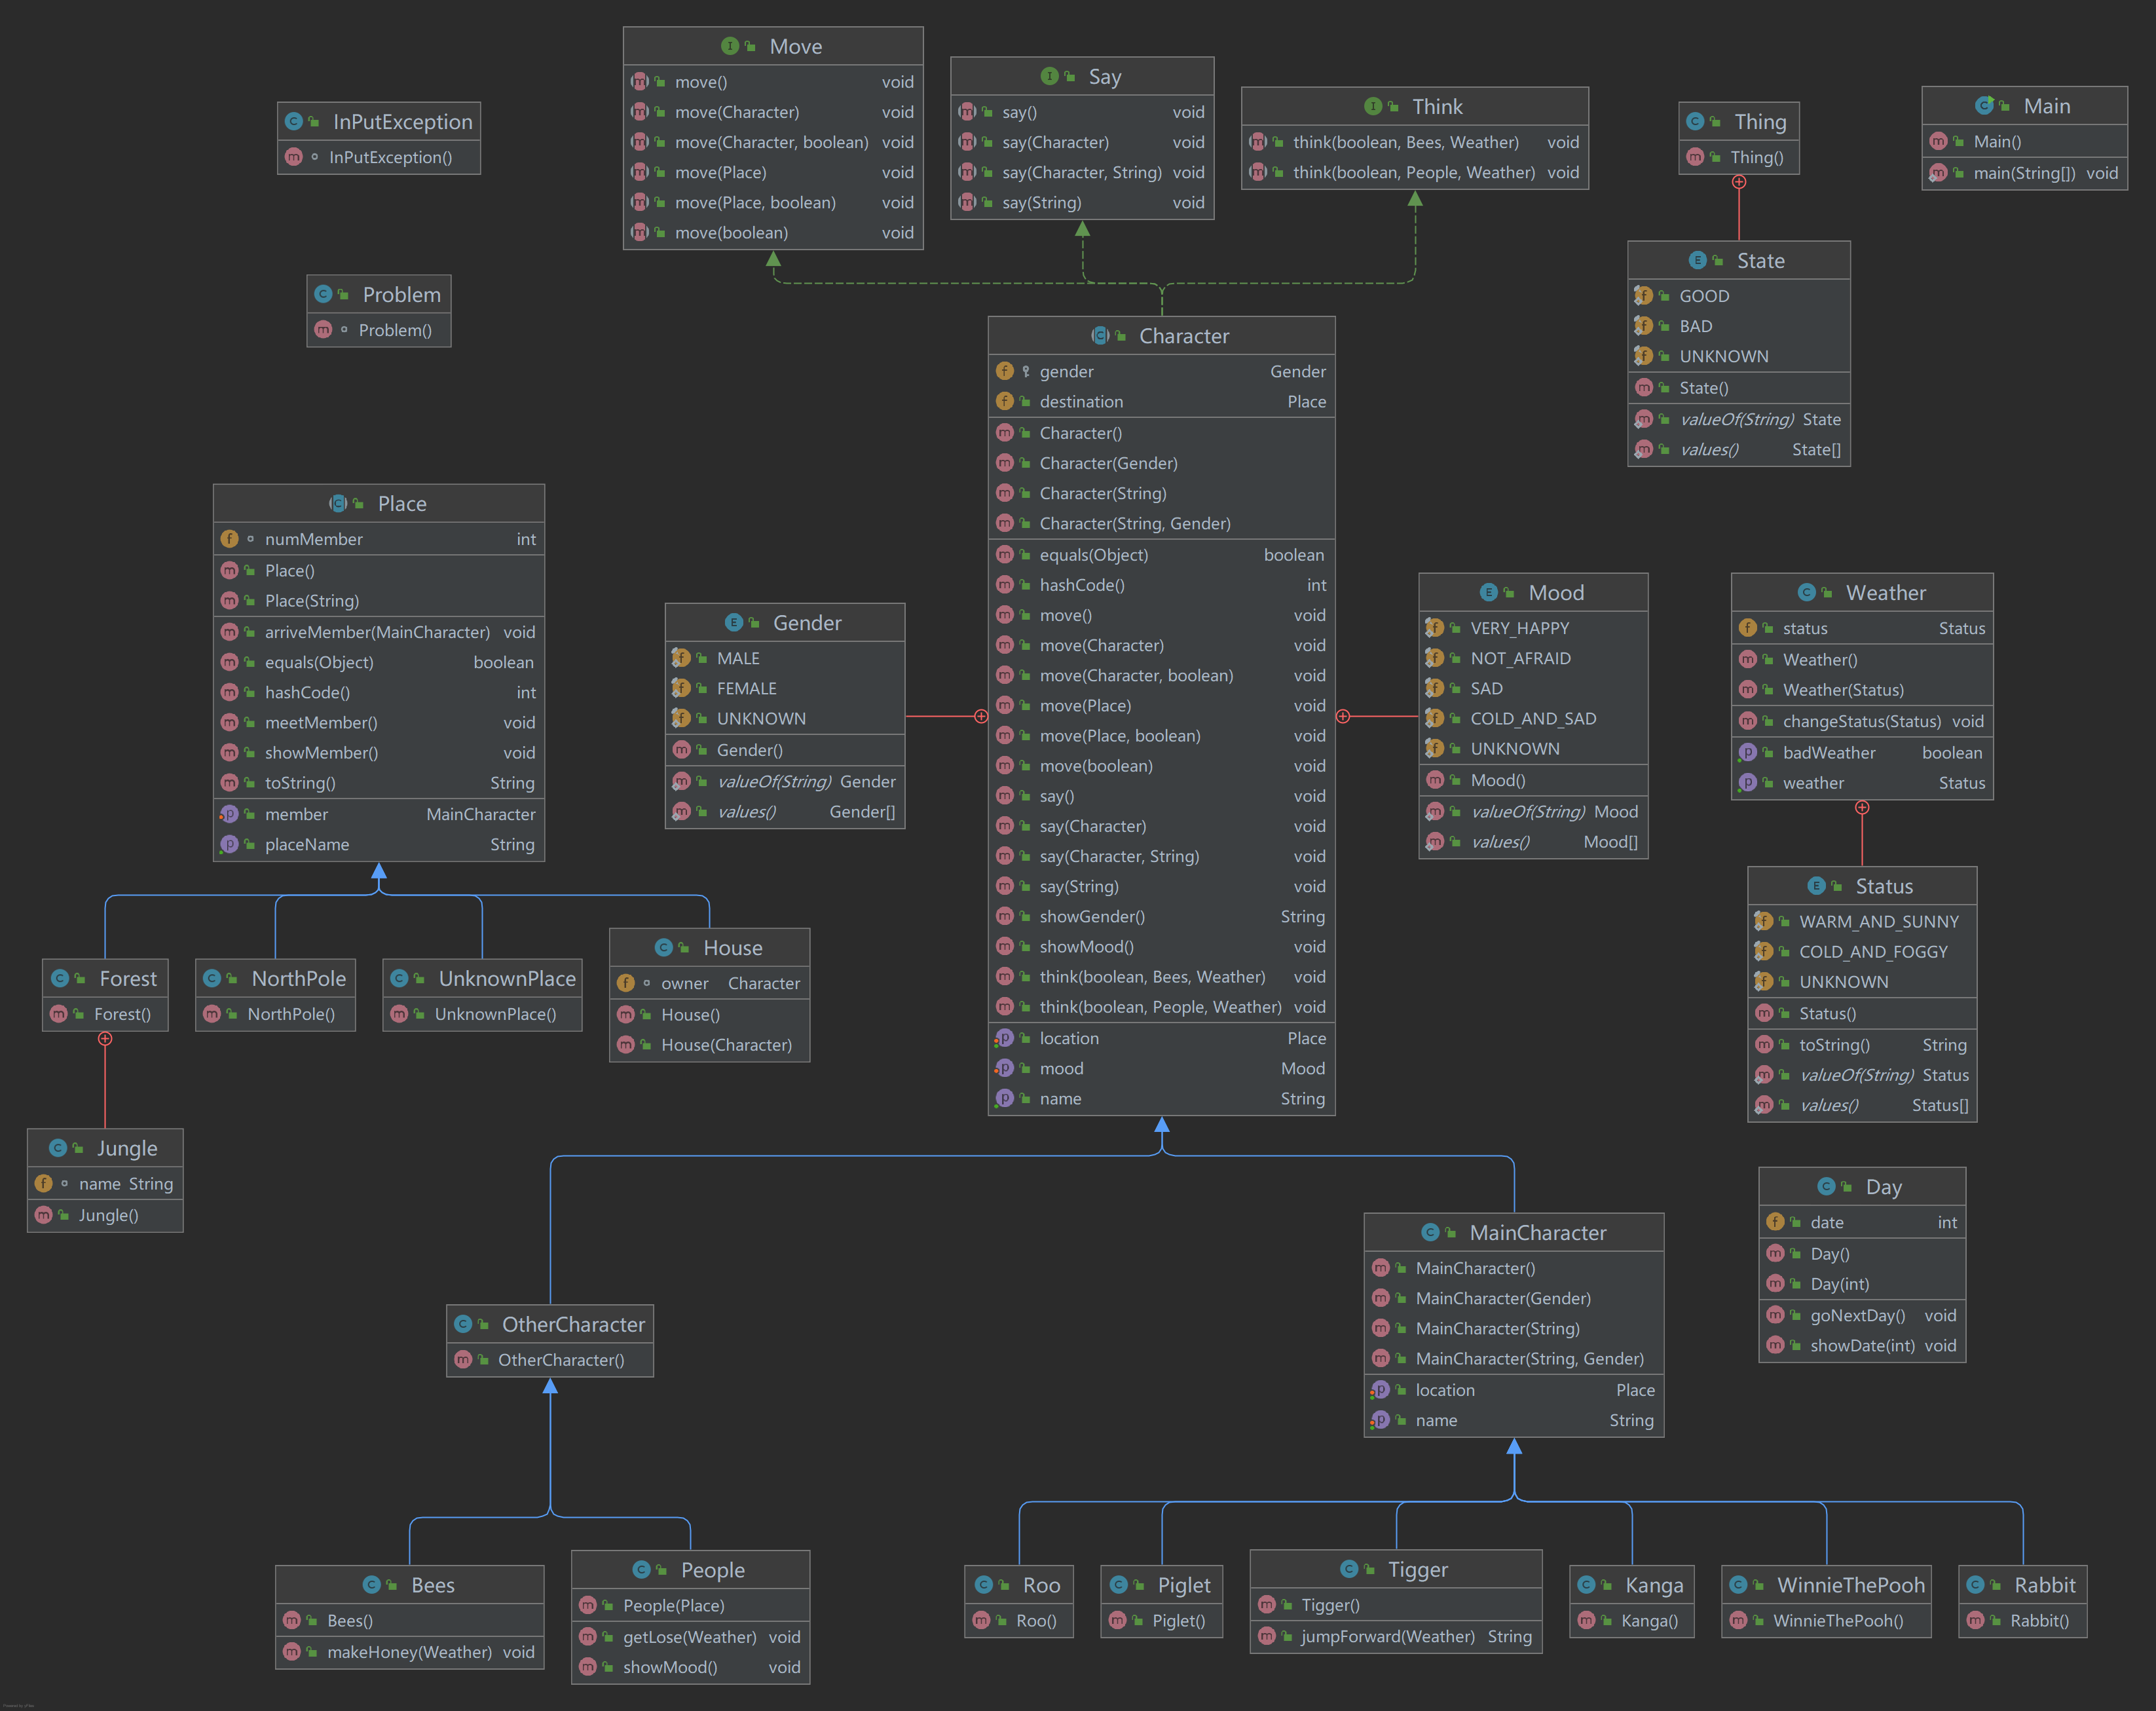 Move
move() void
move(Character) void
move(Character, boolean) void
move(Place) void
move(Place, boolean) void
move(boolean) void
Say
say() void
say(Character) void
say(Character, String) void
say(String) void
Think
think(boolean, Bees, Weather) void
think(boolean, People, Weather) void
Thing
Thing()
Main
Main()
main(String[]) void
InPutException
InPutException()
Problem
Problem()
State
GOOD
BAD
UNKNOWN
State()
valueOf(String) State
values() State[]
Character
gender Gender
destination Place
Character()
Character(Gender)
Character(String)
Character(String, Gender)
equals(Object) boolean
hashCode() int
move() void
move(Character) void
move(Character, boolean) void
move(Place) void
move(Place, boolean) void
move(boolean) void
say() void
say(Character) void
say(Character, String) void
say(String) void
showGender() String
showMood() void
think(boolean, Bees, Weather) void
think(boolean, People, Weather) void
location Place
mood Mood
name String
Place
numMember int
Place()
Place(String)
arriveMember(MainCharacter) void
equals(Object) boolean
hashCode() int
meetMember() void
showMember() void
toString() String
member MainCharacter
placeName String
Gender
MALE
FEMALE
UNKNOWN
Gender()
valueOf(String) Gender
values() Gender[]
Mood
VERY_HAPPY
NOT_AFRAID
SAD
COLD_AND_SAD
UNKNOWN
Mood()
valueOf(String) Mood
values() Mood[]
Weather
status Status
Weather()
Weather(Status)
changeStatus(Status) void
badWeather boolean
weather Status
Status
WARM_AND_SUNNY
COLD_AND_FOGGY
UNKNOWN
Status()
toString() String
valueOf(String) Status
values() Status[]
Forest
Forest()
NorthPole
NorthPole()
UnknownPlace
UnknownPlace()
House
owner Character
House()
House(Character)
Jungle
name String
Jungle()
Day
date int
Day()
Day(int)
goNextDay() void
showDate(int) void
OtherCharacter
OtherCharacter()
MainCharacter
MainCharacter()
MainCharacter(Gender)
MainCharacter(String)
MainCharacter(String, Gender)
location Place
name String
Bees
Bees()
makeHoney(Weather) void
People
People(Place)
getLose(Weather) void
showMood() void
Roo
Roo()
Piglet
Piglet()
Tigger
Tigger()
jumpForward(Weather) String
Kanga
Kanga()
WinnieThePooh
WinnieThePooh()
Rabbit
Rabbit()
Powered by yFiles